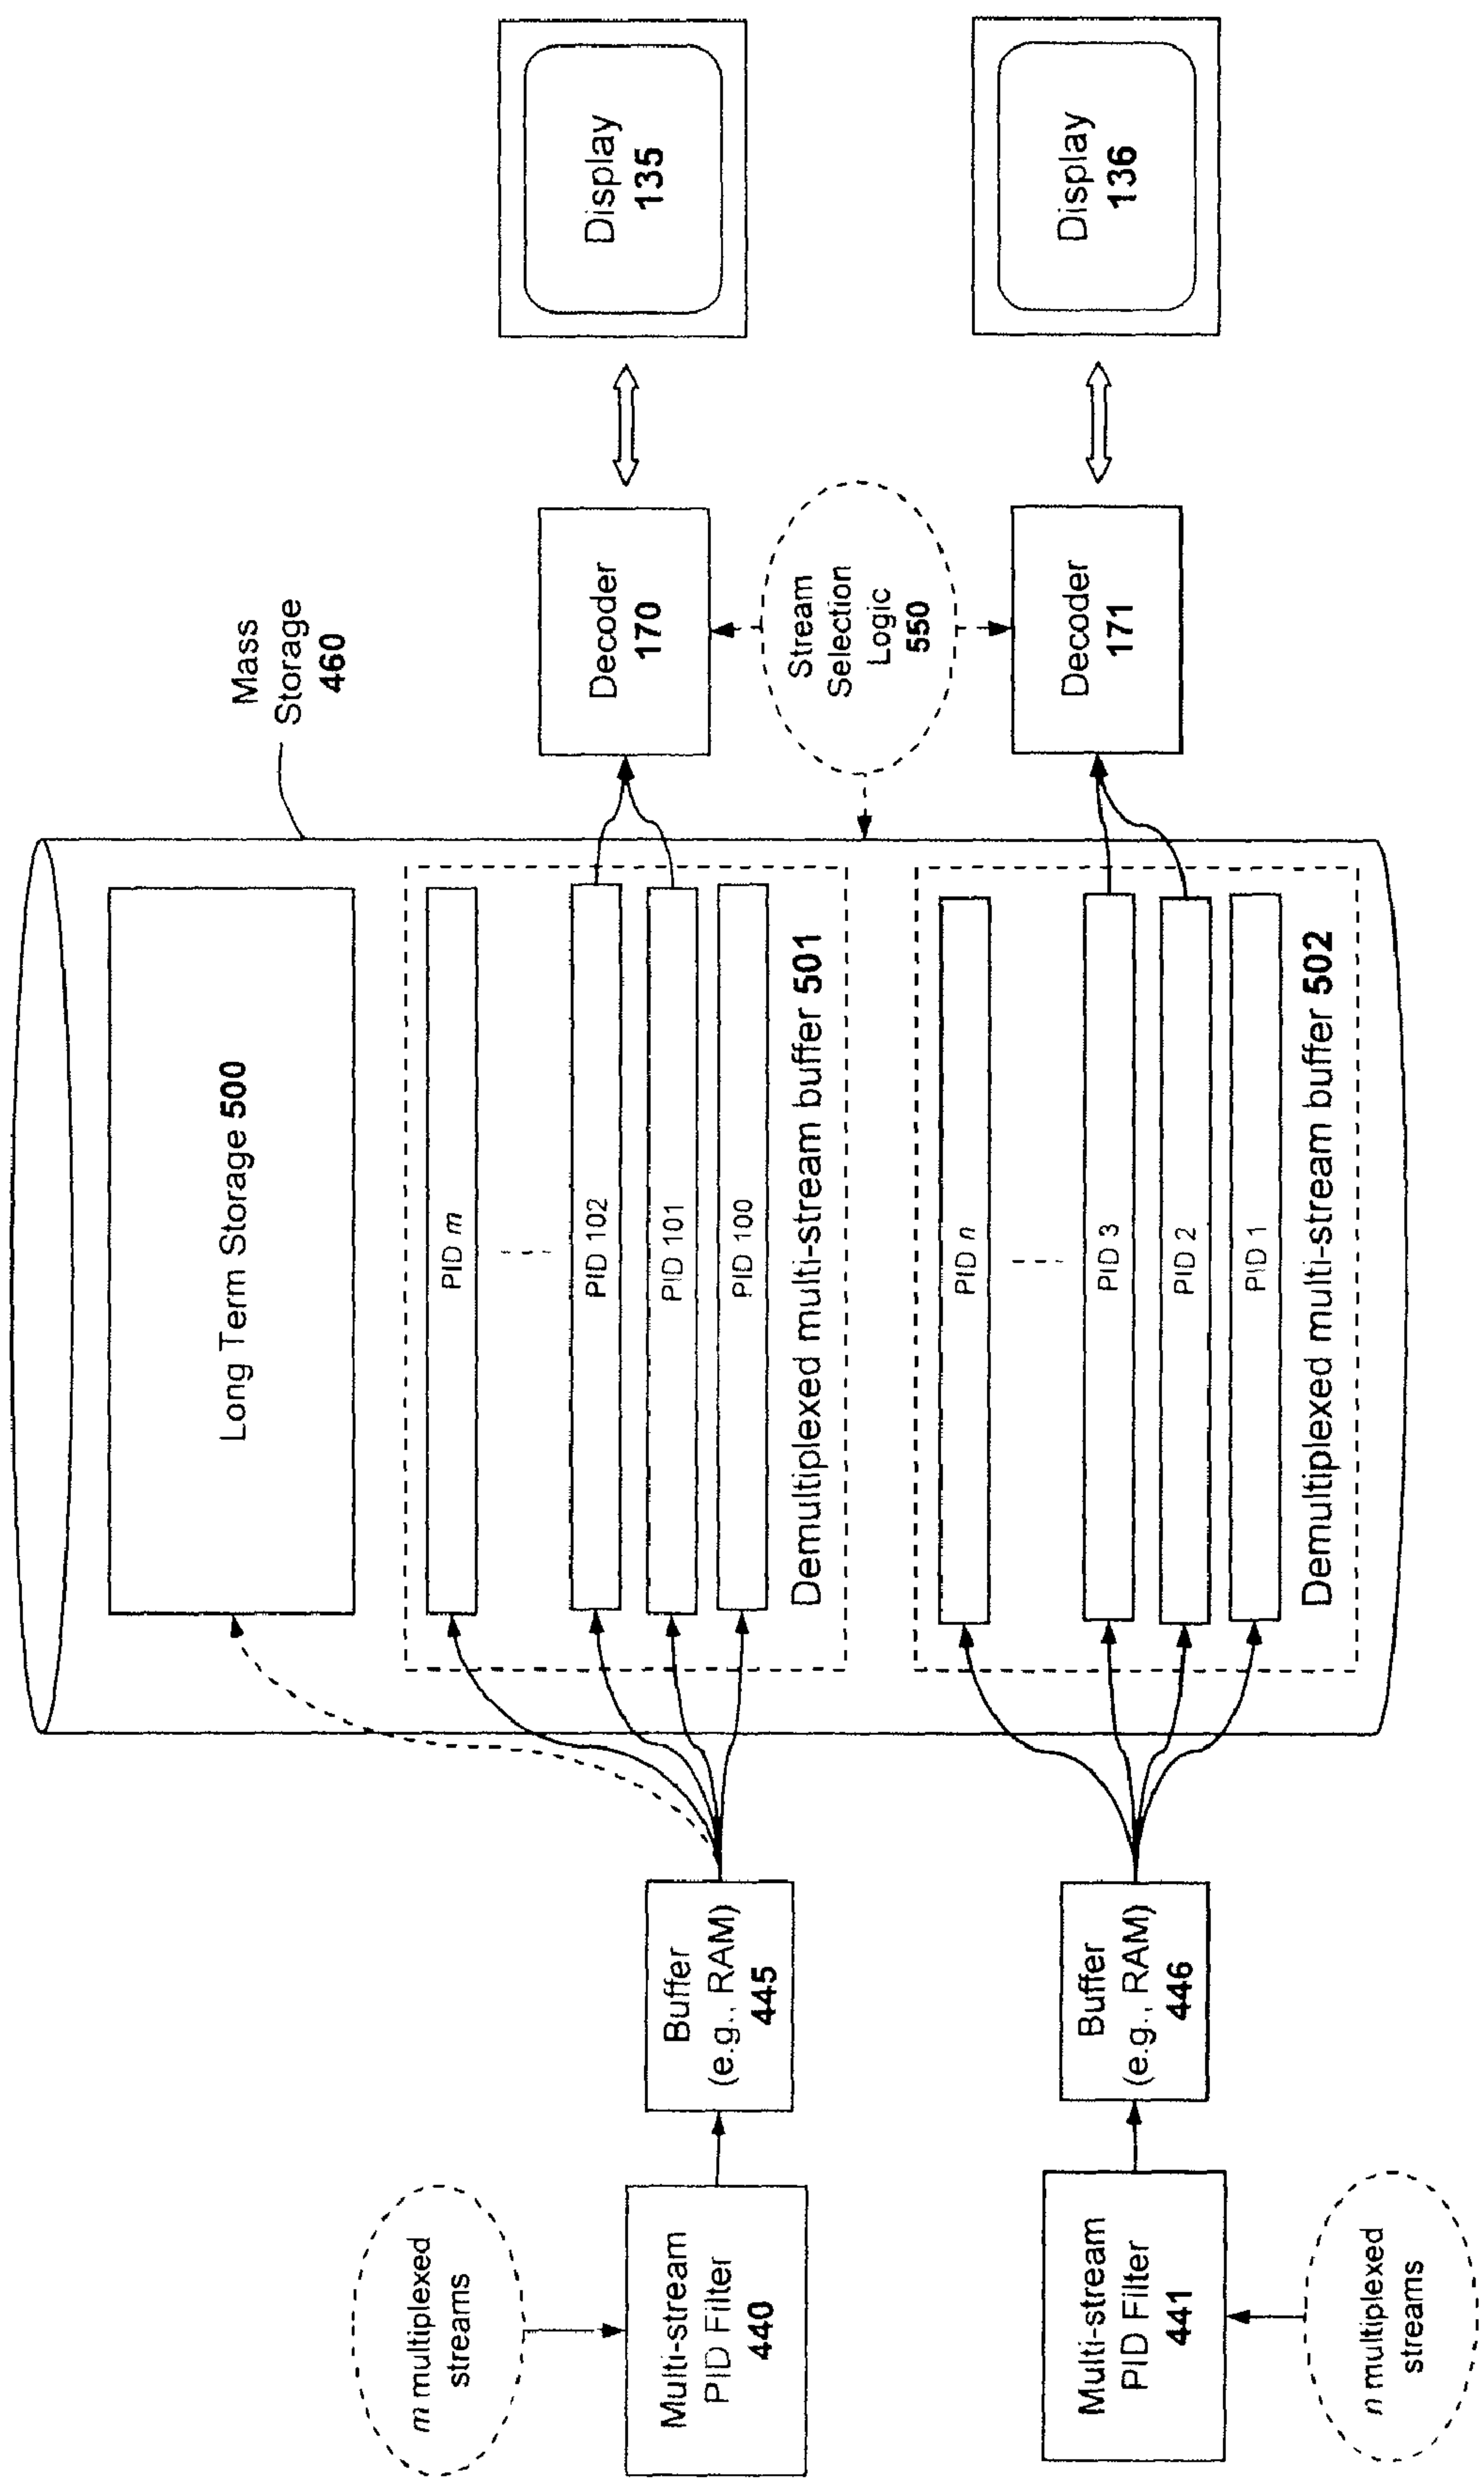 Mass
Storage
460
Long Term Storage 500
m multiplexed
streams
PID m
PID 102
PID 101
PID 100
Demultiplexed multi-stream buffer 501
Multi-stream
PID Filter
440
Buffer
(e.g., RAM)
445
Decoder
170
Display
135
Stream
Selection
Logic
550
PID n
PID 3
PID 2
PID 1
Demultiplexed multi-stream buffer 502
Multi-stream
PID Filter
441
Buffer
(e.g., RAM)
446
Decoder
171
Display
136
n multiplexed
streams